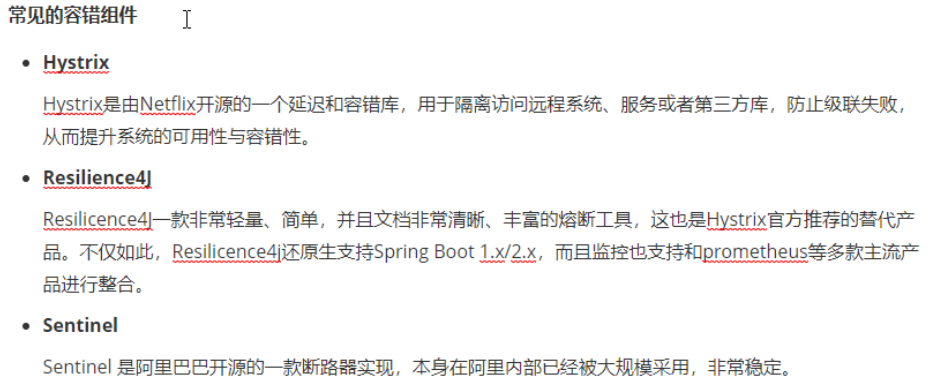 常见的容错组件
• Hystrix
Hystrix是由Netflix开源的一个延迟和容错库，用于隔离访问远程系统、服务或者第三方库，防止级联失败，
从而提升系统的可用性与容错性。
• Resilience4J
Resilicence4J一款非常轻量、简单，并且文档非常清晰、丰富的熔断工具，这也是Hystrix官方推荐的替代产
品。不仅如此，Resilicence4j还原生支持Spring Boot 1.x/2.x，而且监控也支持和prometheus等多款主流产
品进行整合。
• Sentinel
Sentinel 是阿里巴巴开源的一款断路器实现，本身在阿里内部已经被大规模采用，非常稳定。